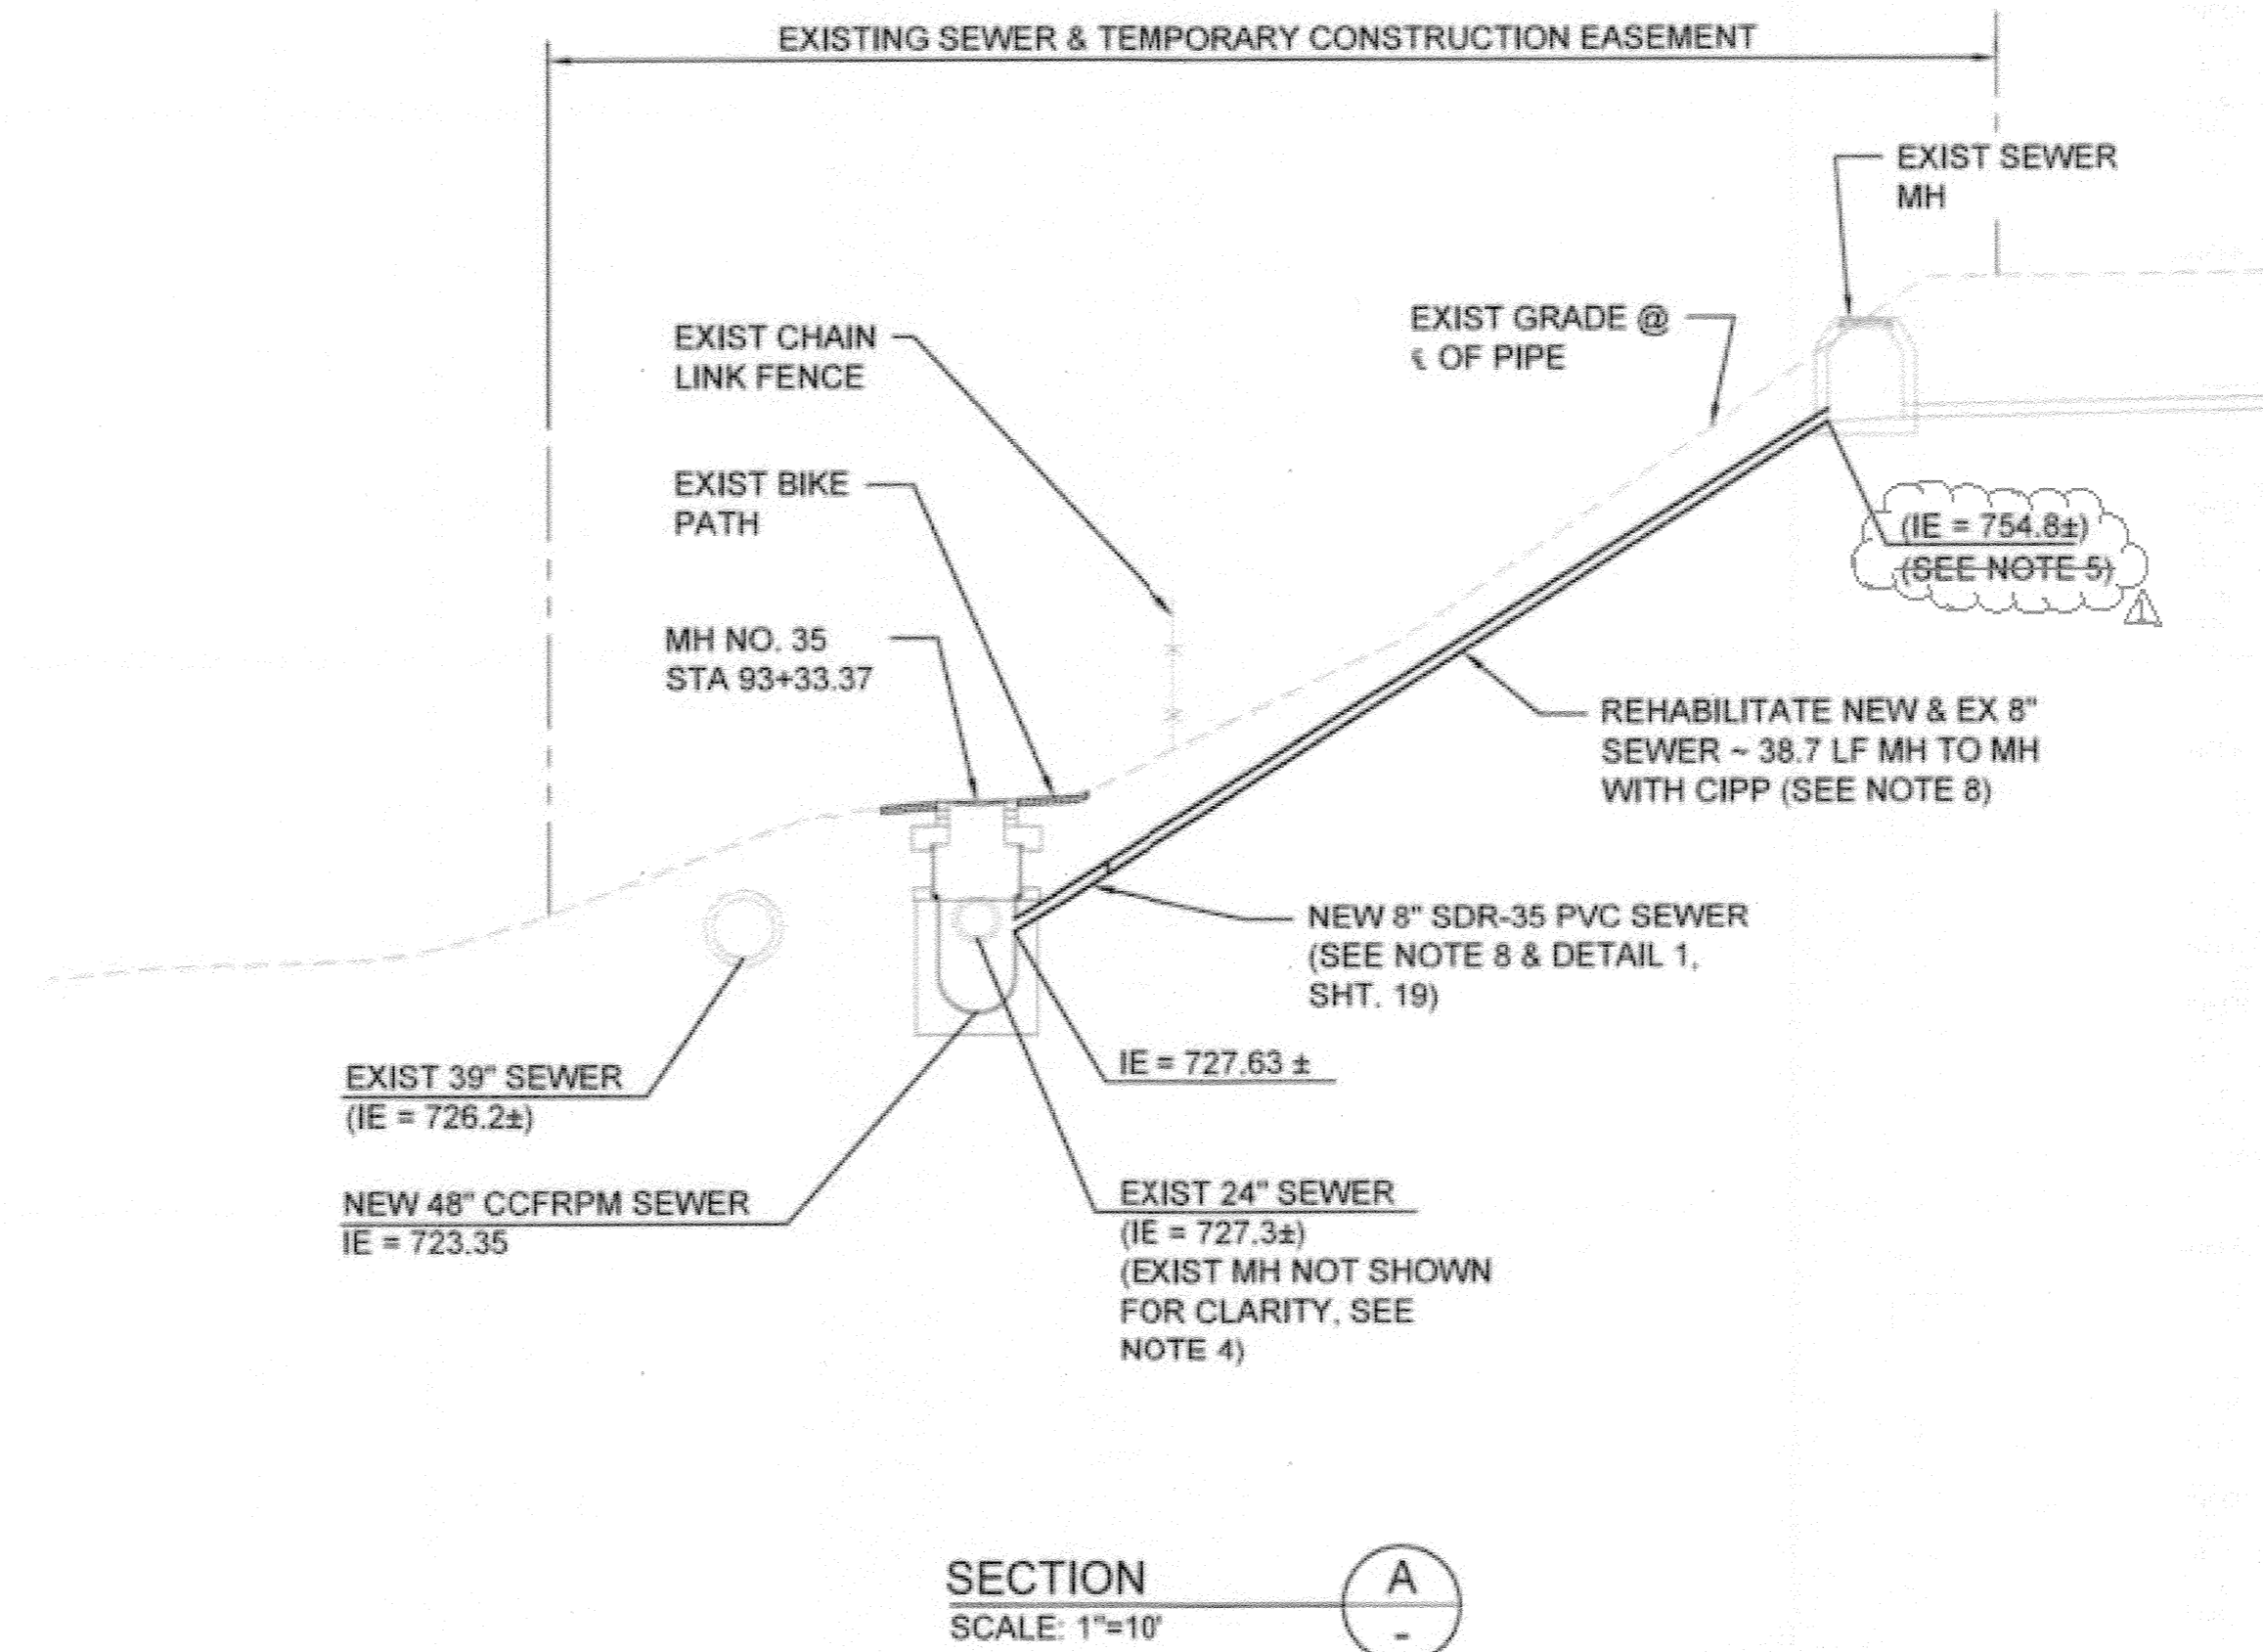 EXISTING SEWER & TEMPORARY CONSTRUCTION EASEMENT
EXIST SEWER
MH
EXIST GRADE @
℄ OF PIPE
EXIST CHAIN
LINK FENCE
EXIST BIKE
PATH
(IE = 754.8±)
(SEE NOTE 5)
1
MH NO. 35
STA 93+33.37
REHABILITATE NEW & EX 8"
SEWER ~ 38.7 LF MH TO MH
WITH CIPP (SEE NOTE 8)
NEW 8" SDR-35 PVC SEWER
(SEE NOTE 8 & DETAIL 1,
SHT. 19)
IE = 727.63 ±
EXIST 39" SEWER
(IE = 726.2±)
NEW 48" CCFRPM SEWER
IE = 723.35
EXIST 24" SEWER
(IE = 727.3±)
(EXIST MH NOT SHOWN
FOR CLARITY, SEE
NOTE 4)
SECTION
SCALE: 1"=10'
A
-